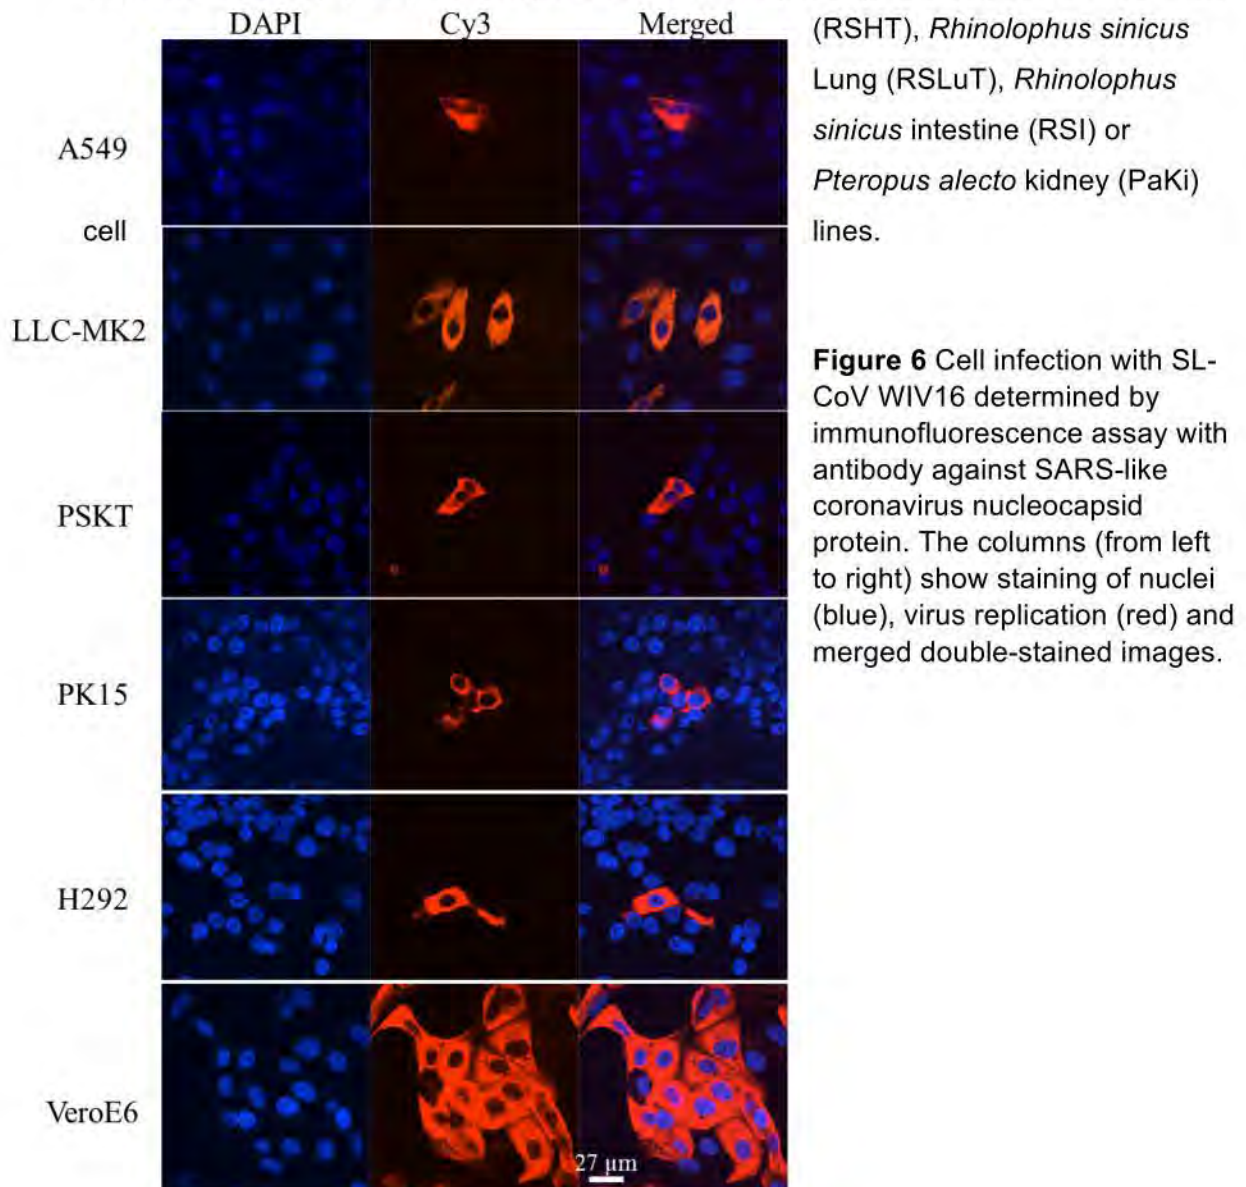 DAPI Cy3 Merged
A549
cell
LLC-MK2
PSKT
PK15
H292
VeroE6
27 µm
(RSHT), Rhinolophus sinicus
Lung (RSLuT), Rhinolophus
sinicus intestine (RSI) or
Pteropus alecto kidney (PaKi)
lines.
Figure 6 Cell infection with SL-
CoV WIV16 determined by
immunofluorescence assay with
antibody against SARS-like
coronavirus nucleocapsid
protein. The columns (from left
to right) show staining of nuclei
(blue), virus replication (red) and
merged double-stained images.